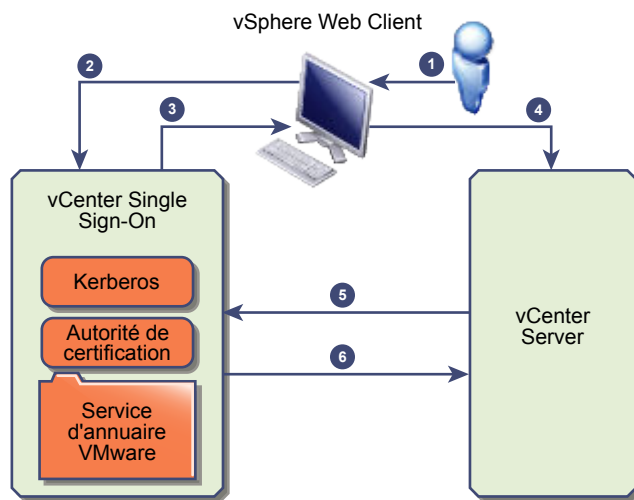 vSphere Web Client
1
2
3
4
vCenter Single
Sign-On
Kerberos
Autorité de
certification
Service
d'annuaire
VMware
5
6
vCenter
Server